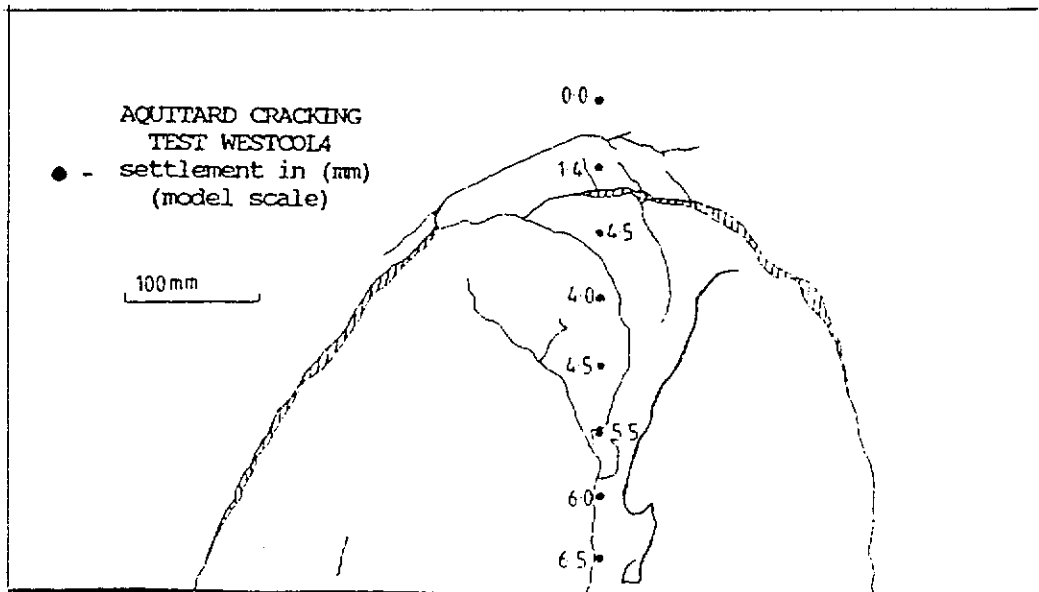 AQUITTARD CRACKING
TEST WESTCOL4
● - settlement in (mm)
(model scale)
100mm
0·0
1·4
4·5
4·0
4·5
5·5
6·0
6·5